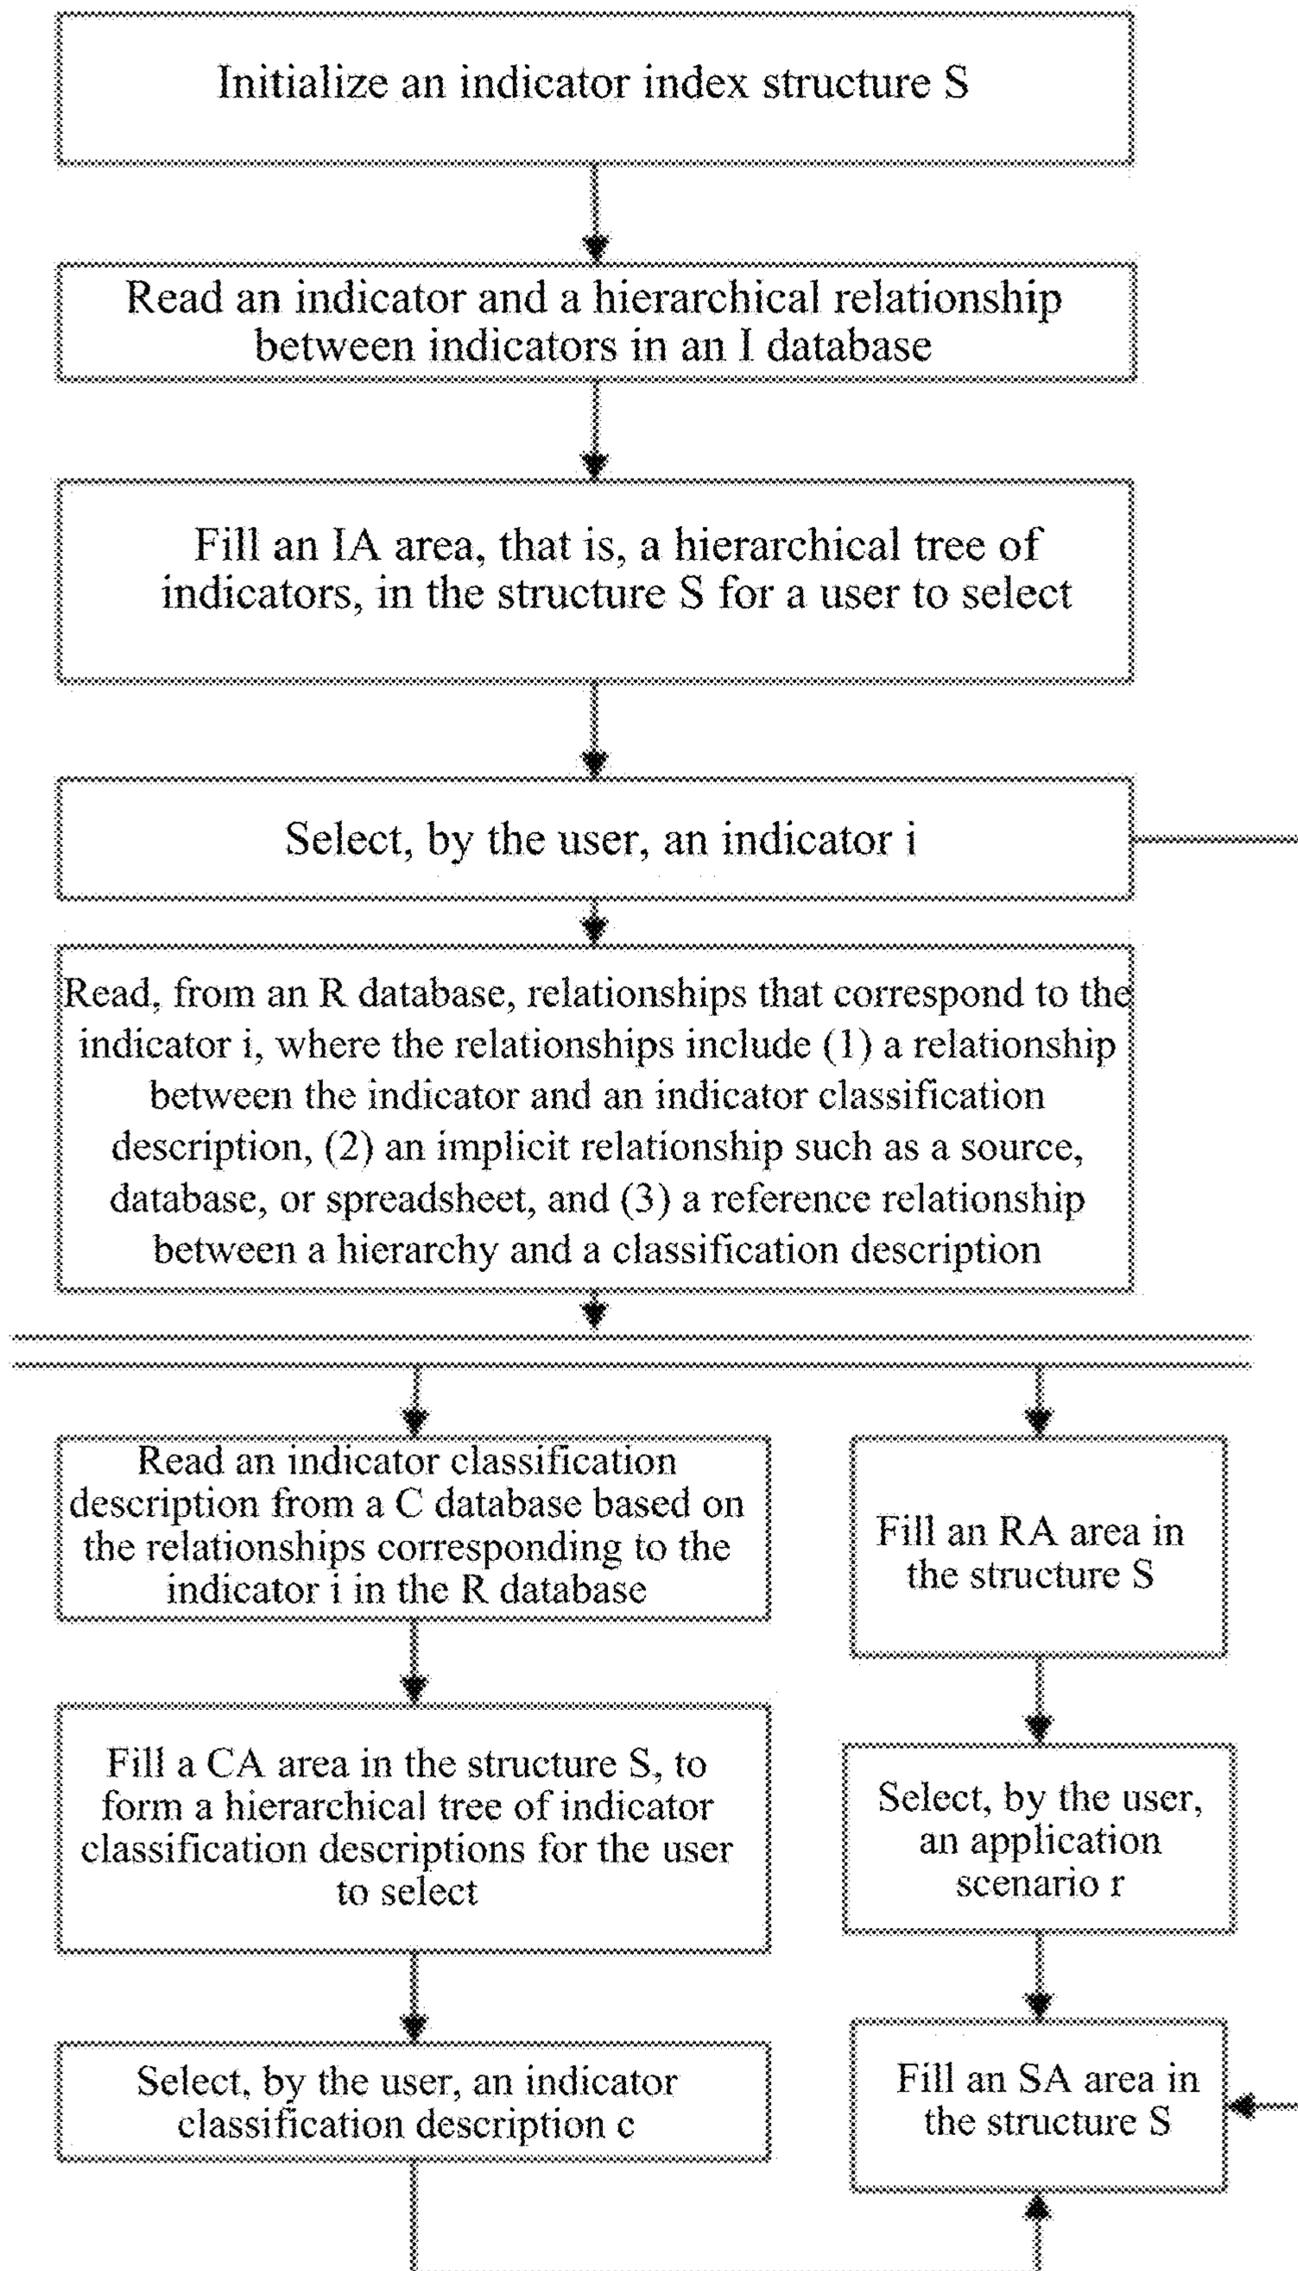 Initialize an indicator index structure S
Read an indicator and a hierarchical relationship
between indicators in an I database
Fill an IA area, that is, a hierarchical tree of
indicators, in the structure S for a user to select
Select, by the user, an indicator i
Read, from an R database, relationships that correspond to the
indicator i, where the relationships include (1) a relationship
between the indicator and an indicator classification
description, (2) an implicit relationship such as a source,
database, or spreadsheet, and (3) a reference relationship
between a hierarchy and a classification description
Read an indicator classification
description from a C database based on
the relationships corresponding to the
indicator i in the R database
Fill a CA area in the structure S, to
form a hierarchical tree of indicator
classification descriptions for the user
to select
Select, by the user, an indicator
classification description c
Fill an RA area in
the structure S
Select, by the user,
an application
scenario r
Fill an SA area in
the structure S